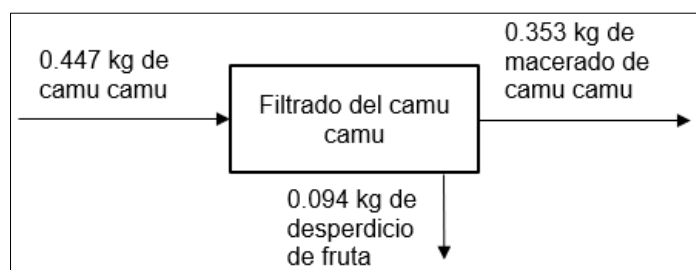 0.447 kg de
camu camu
Filtrado del camu
camu
0.353 kg de
macerado de
camu camu
0.094 kg de
desperdicio
de fruta